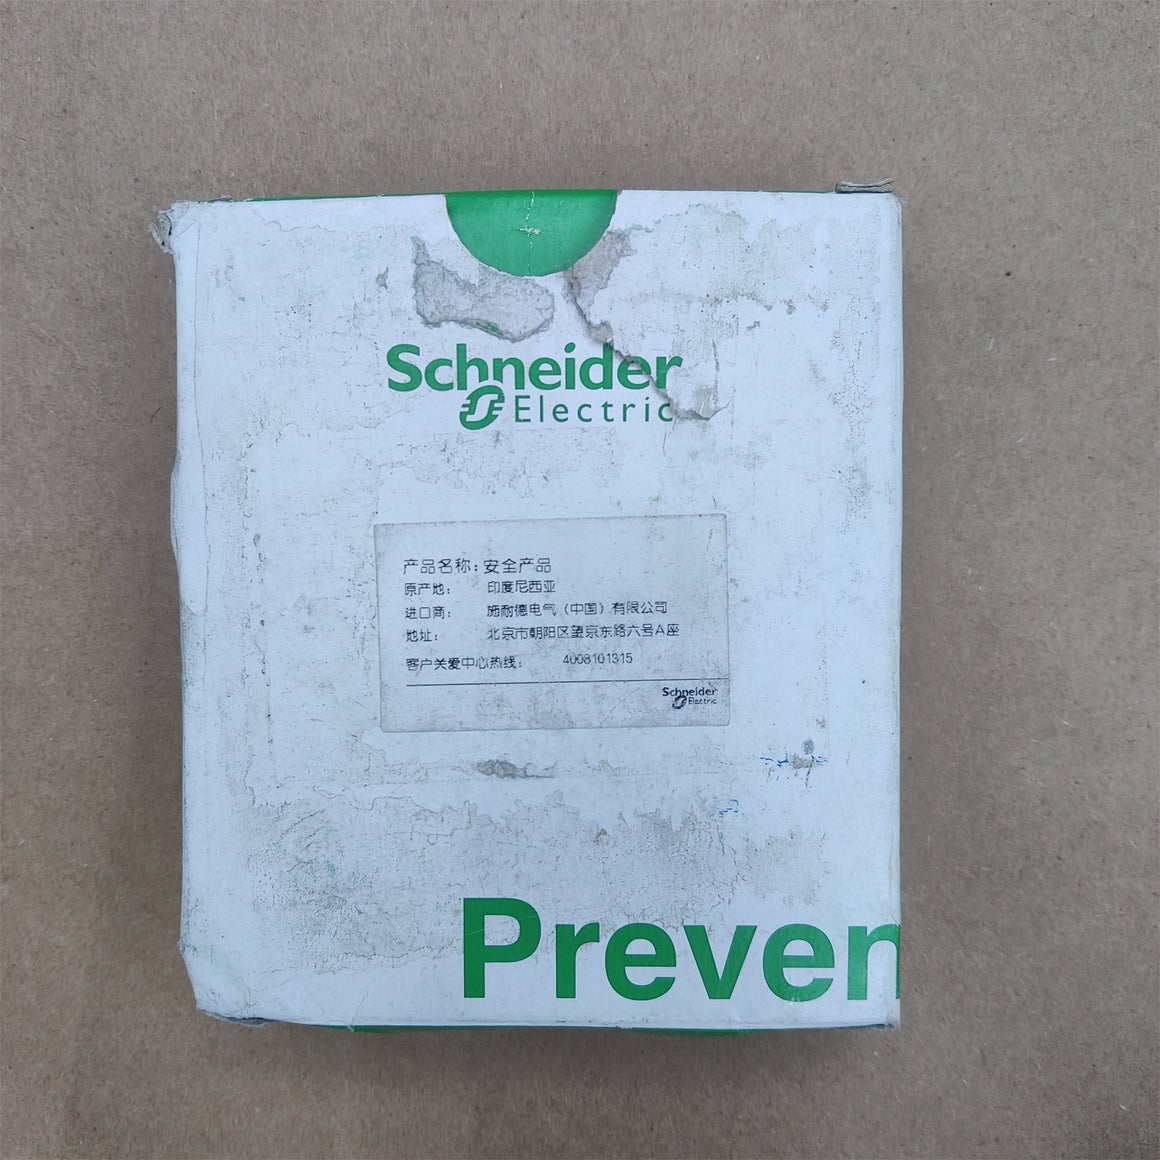 Schneider
Electric
产品名称：安全产品
原产地： 印度尼西亚
进口商： 施耐德电气（中国）有限公司
地址： 北京市朝阳区望京东路六号A座
客户关爱中心热线： 4008101315
Schneider
Electric
Preven